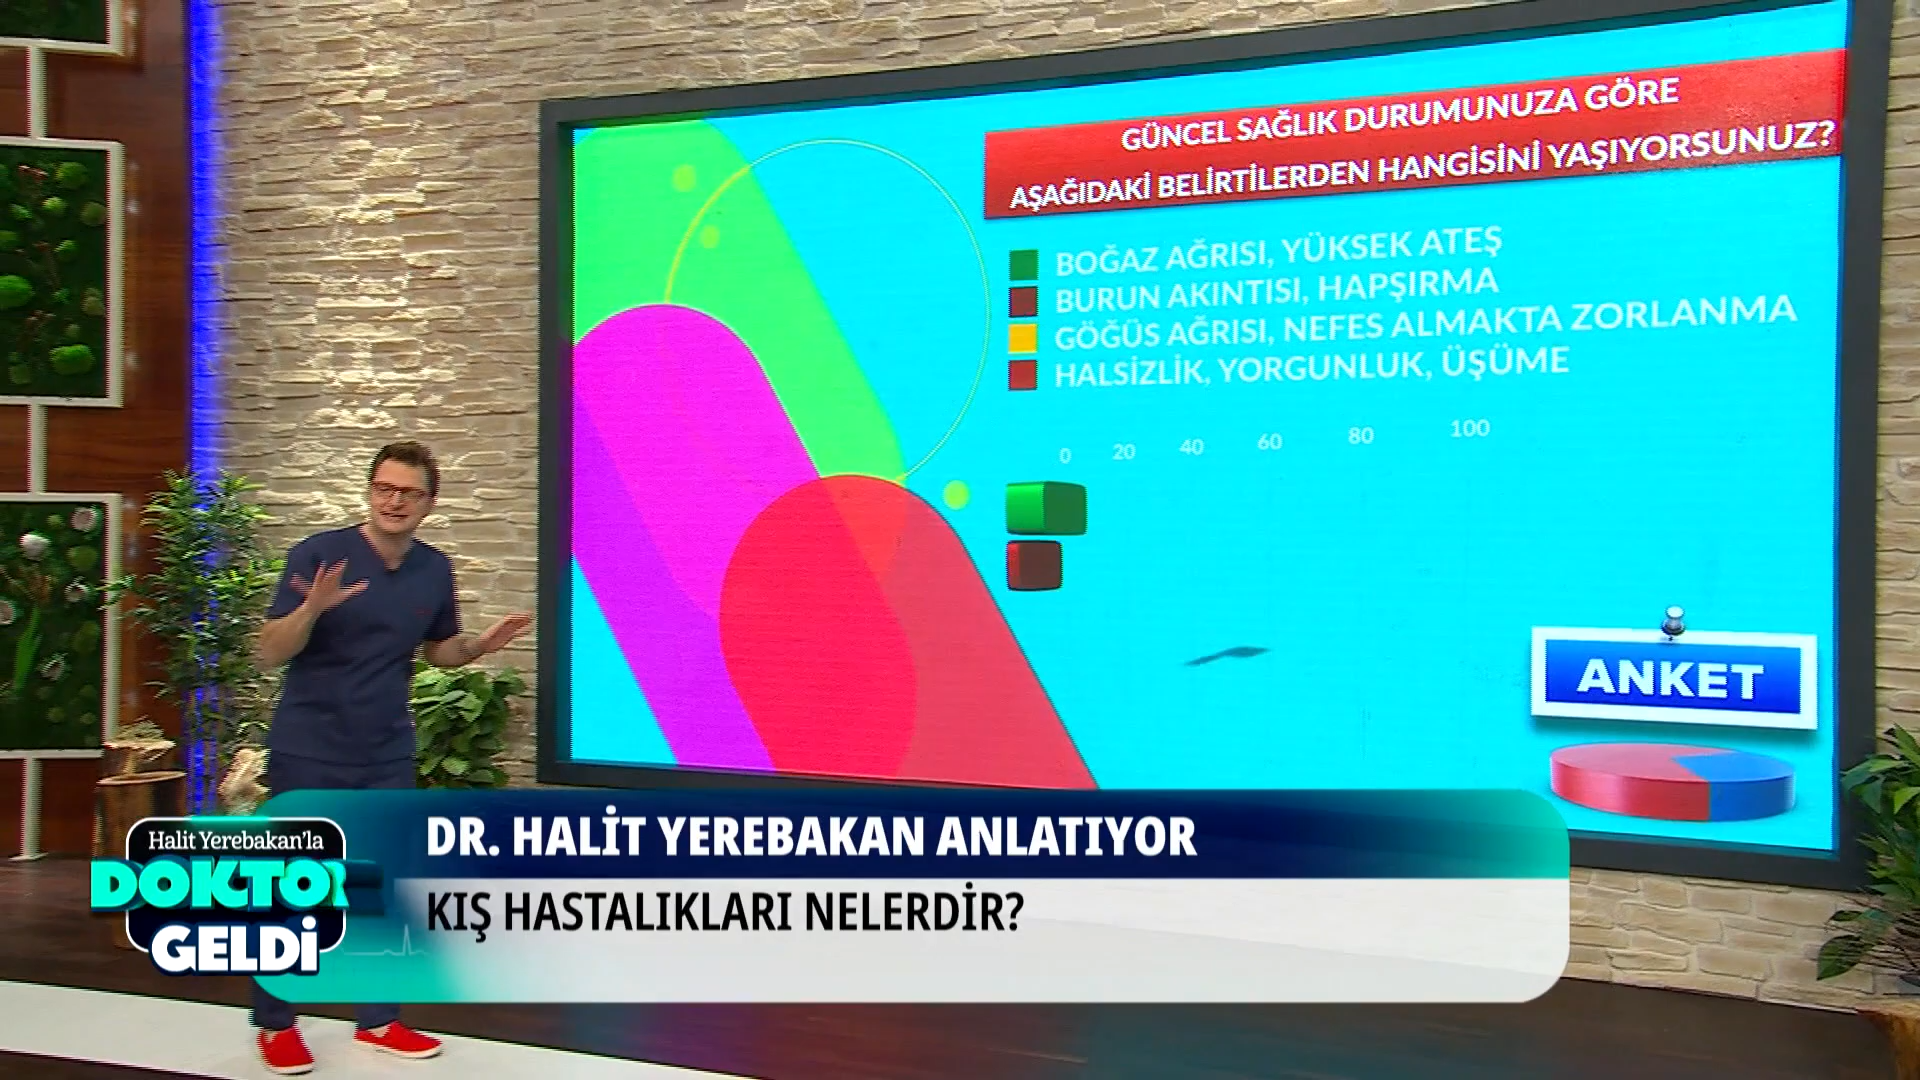 GÜNCEL SAĞLIK DURUMUNUZA GÖRE
AŞAĞIDAKİ BELİRTİLERDEN HANGİSİNİ YAŞIYORSUNUZ?
BOĞAZ AĞRISI, YÜKSEK ATEŞ
BURUN AKINTISI, HAPŞIRMA
GÖĞÜS AĞRISI, NEFES ALMAKTA ZORLANMA
HALSİZLİK, YORGUNLUK, ÜŞÜME
0 20 40 60 80 100
ANKET
DR. HALİT YEREBAKAN ANLATIYOR
KIŞ HASTALIKLARI NELERDİR?
Halit Yerebakan'la
DOKTOR
GELDİ